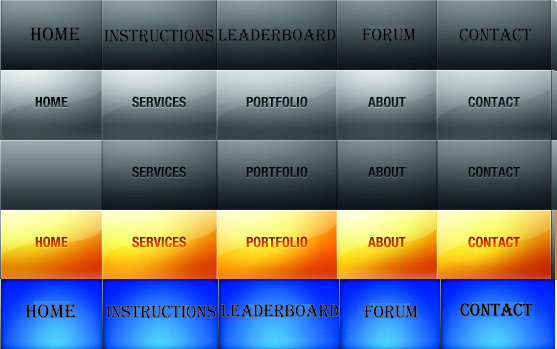 HOME INSTRUCTIONS LEADERBOARD FORUM CONTACT
HOME SERVICES PORTFOLIO ABOUT CONTACT
SERVICES PORTFOLIO ABOUT CONTACT
HOME SERVICES PORTFOLIO ABOUT CONTACT
HOME INSTRUCTIONS LEADERBOARD FORUM CONTACT